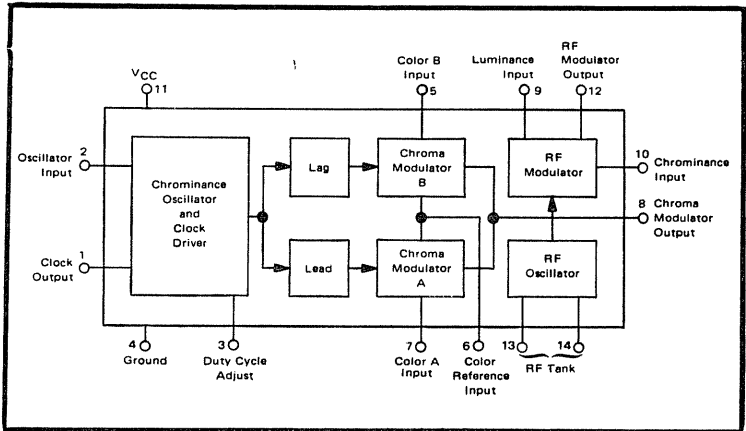 VCC
11
Color B
Input
5
Luminance
Input
9
RF
Modulator
Output
12
Oscillator
Input
2
Chrominance
Oscillator
and
Clock
Driver
Lag
Chroma
Modulator
B
RF
Modulator
10
Chrominance
Input
8 Chroma
Modulator
Output
Clock
Output
1
Lead
Chroma
Modulator
A
RF
Oscillator
4
Ground
3
Duty Cycle
Adjust
7
Color A
Input
6
Color
Reference
Input
13
14
RF Tank